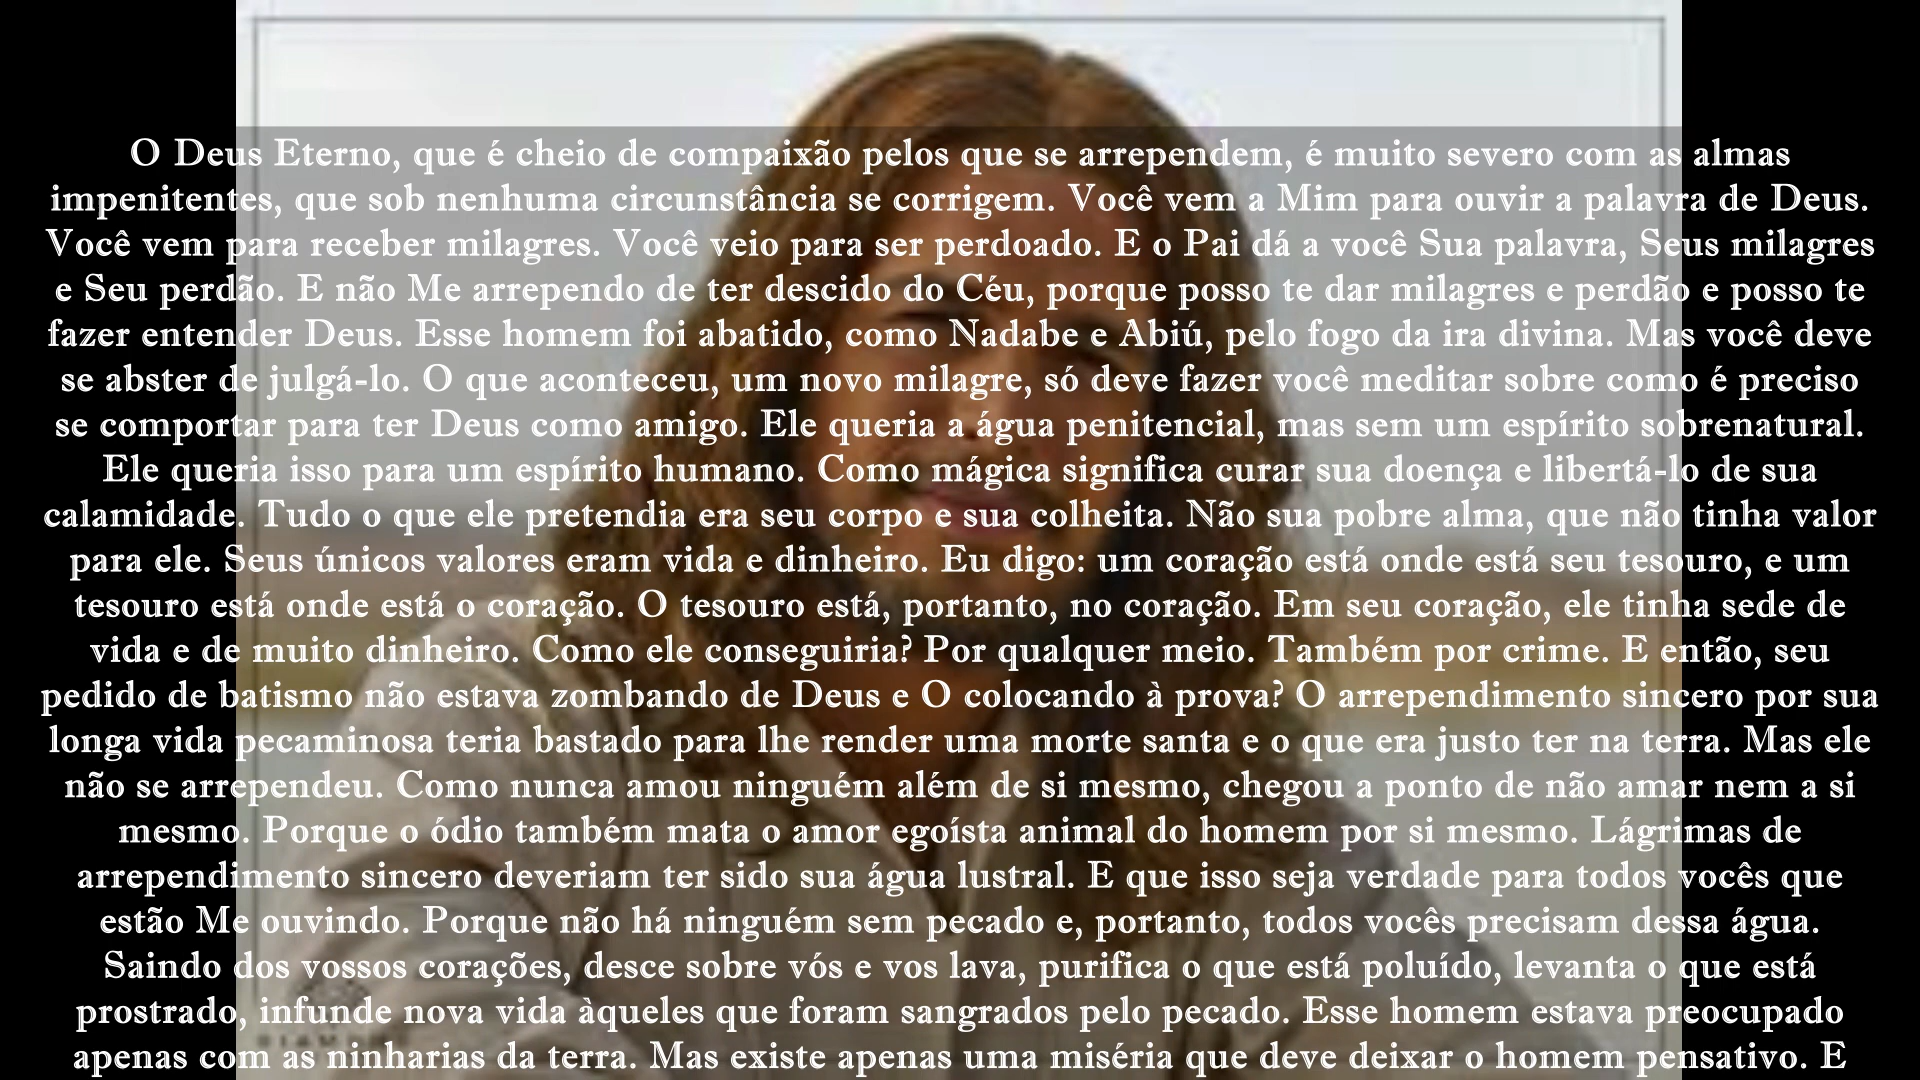 O Deus Eterno, que é cheio de compaixão pelos que se arrependem, é muito severo com as almas
impenitentes, que sob nenhuma circunstância se corrigem. Você vem a Mim para ouvir a palavra de Deus.
Você vem para receber milagres. Você veio para ser perdoado. E o Pai dá a você Sua palavra, Seus milagres
e Seu perdão. E não Me arrependo de ter descido do Céu, porque posso te dar milagres e perdão e posso te
fazer entender Deus. Esse homem foi abatido, como Nadabe e Abiú, pelo fogo da ira divina. Mas você deve
se abster de julgá-lo. O que aconteceu, um novo milagre, só deve fazer você meditar sobre como é preciso
se comportar para ter Deus como amigo. Ele queria a água penitencial, mas sem um espírito sobrenatural.
Ele queria isso para um espírito humano. Como mágica significa curar sua doença e libertá-lo de sua
calamidade. Tudo o que ele pretendia era seu corpo e sua colheita. Não sua pobre alma, que não tinha valor
para ele. Seus únicos valores eram vida e dinheiro. Eu digo: um coração está onde está seu tesouro, e um
tesouro está onde está o coração. O tesouro está, portanto, no coração. Em seu coração, ele tinha sede de
vida e de muito dinheiro. Como ele conseguiria? Por qualquer meio. Também por crime. E então, seu
pedido de batismo não estava zombando de Deus e O colocando à prova? O arrependimento sincero por sua
longa vida pecaminosa teria bastado para lhe render uma morte santa e o que era justo ter na terra. Mas ele
não se arrependeu. Como nunca amou ninguém além de si mesmo, chegou a ponto de não amar nem a si
mesmo. Porque o ódio também mata o amor egoísta animal do homem por si mesmo. Lágrimas de
arrependimento sincero deveriam ter sido sua água lustral. E que isso seja verdade para todos vocês que
estão Me ouvindo. Porque não há ninguém sem pecado e, portanto, todos vocês precisam dessa água.
Saindo dos vossos corações, desce sobre vós e vos lava, purifica o que está poluído, levanta o que está
prostrado, infunde nova vida àqueles que foram sangrados pelo pecado. Esse homem estava preocupado
apenas com as ninharias da terra. Mas existe apenas uma miséria que deve deixar o homem pensativo. E